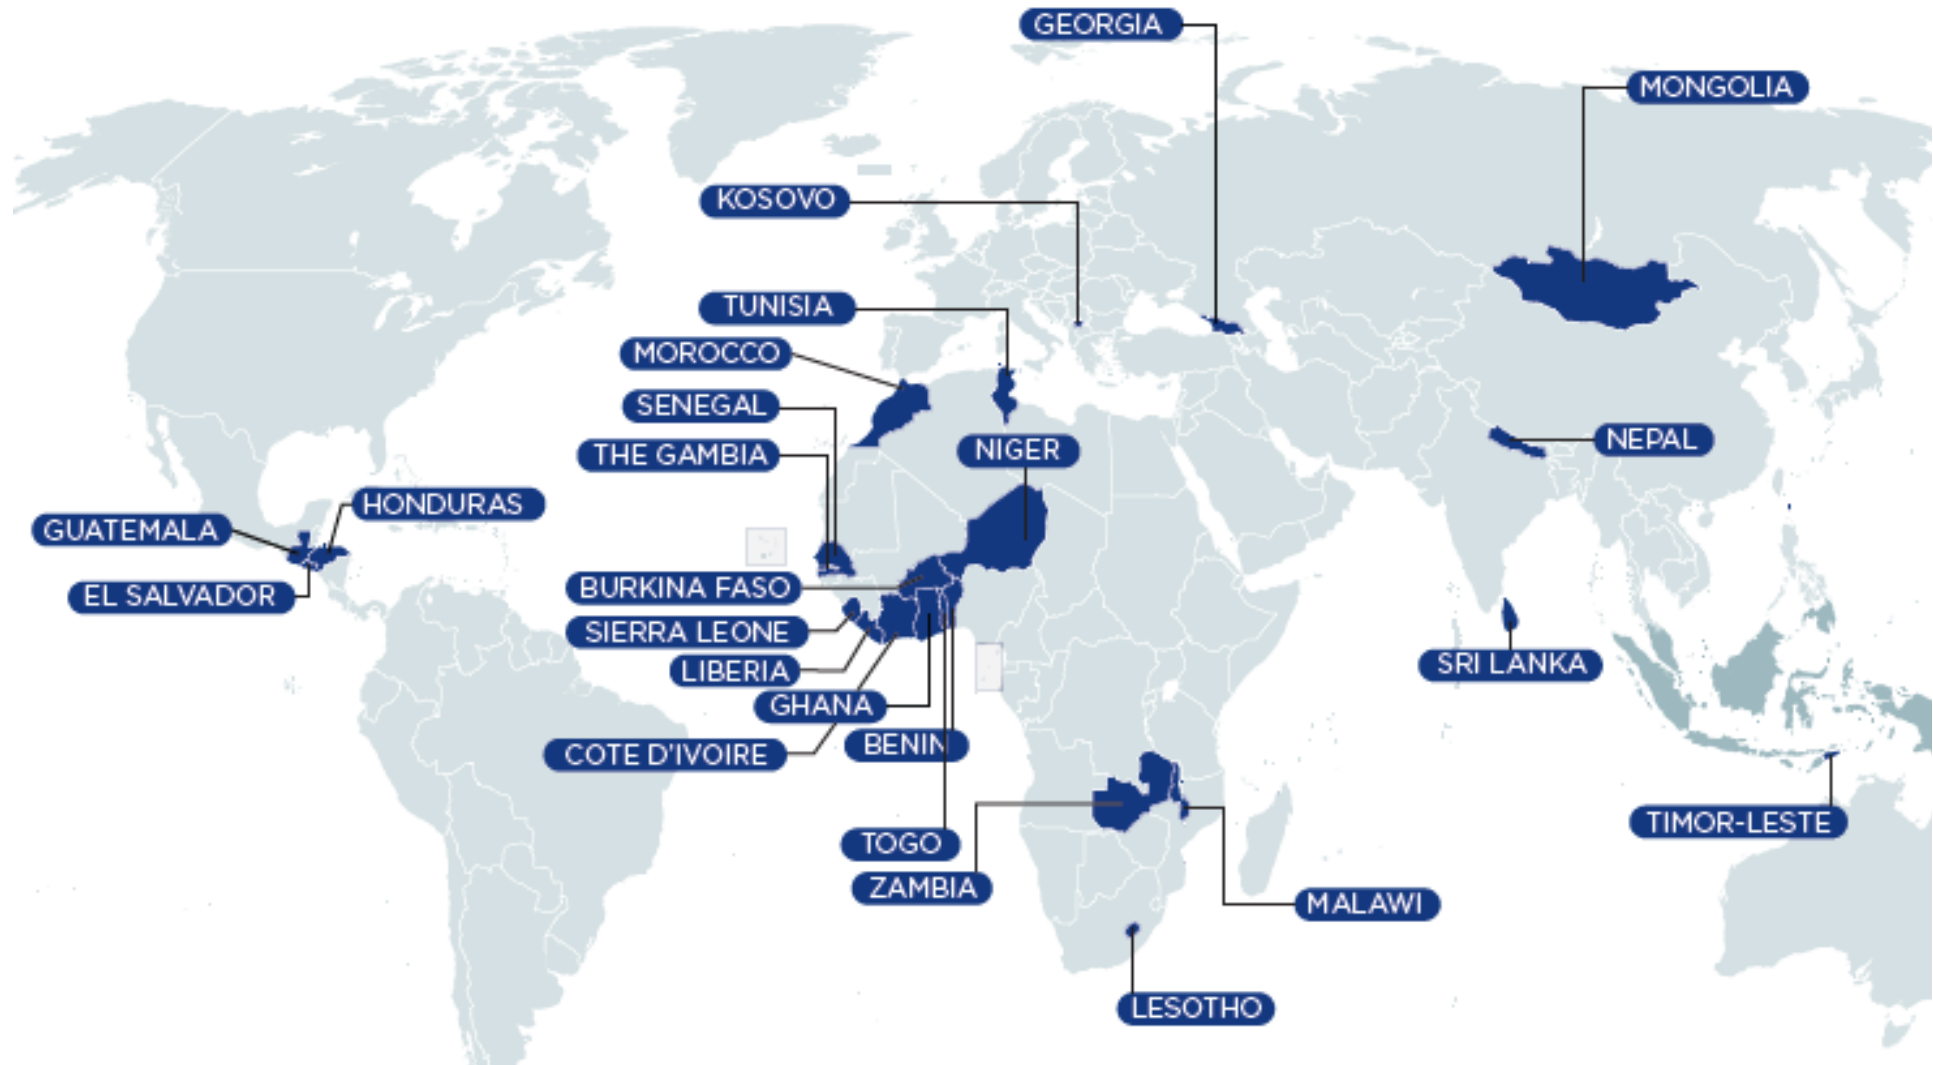 GEORGIA
MONGOLIA
KOSOVO
TUNISIA
MOROCCO
SENEGAL
THE GAMBIA
NIGER
NEPAL
HONDURAS
GUATEMALA
EL SALVADOR
BURKINA FASO
SIERRA LEONE
LIBERIA
SRI LANKA
GHANA
BENIN
COTE D'IVOIRE
TIMOR-LESTE
TOGO
ZAMBIA
MALAWI
LESOTHO